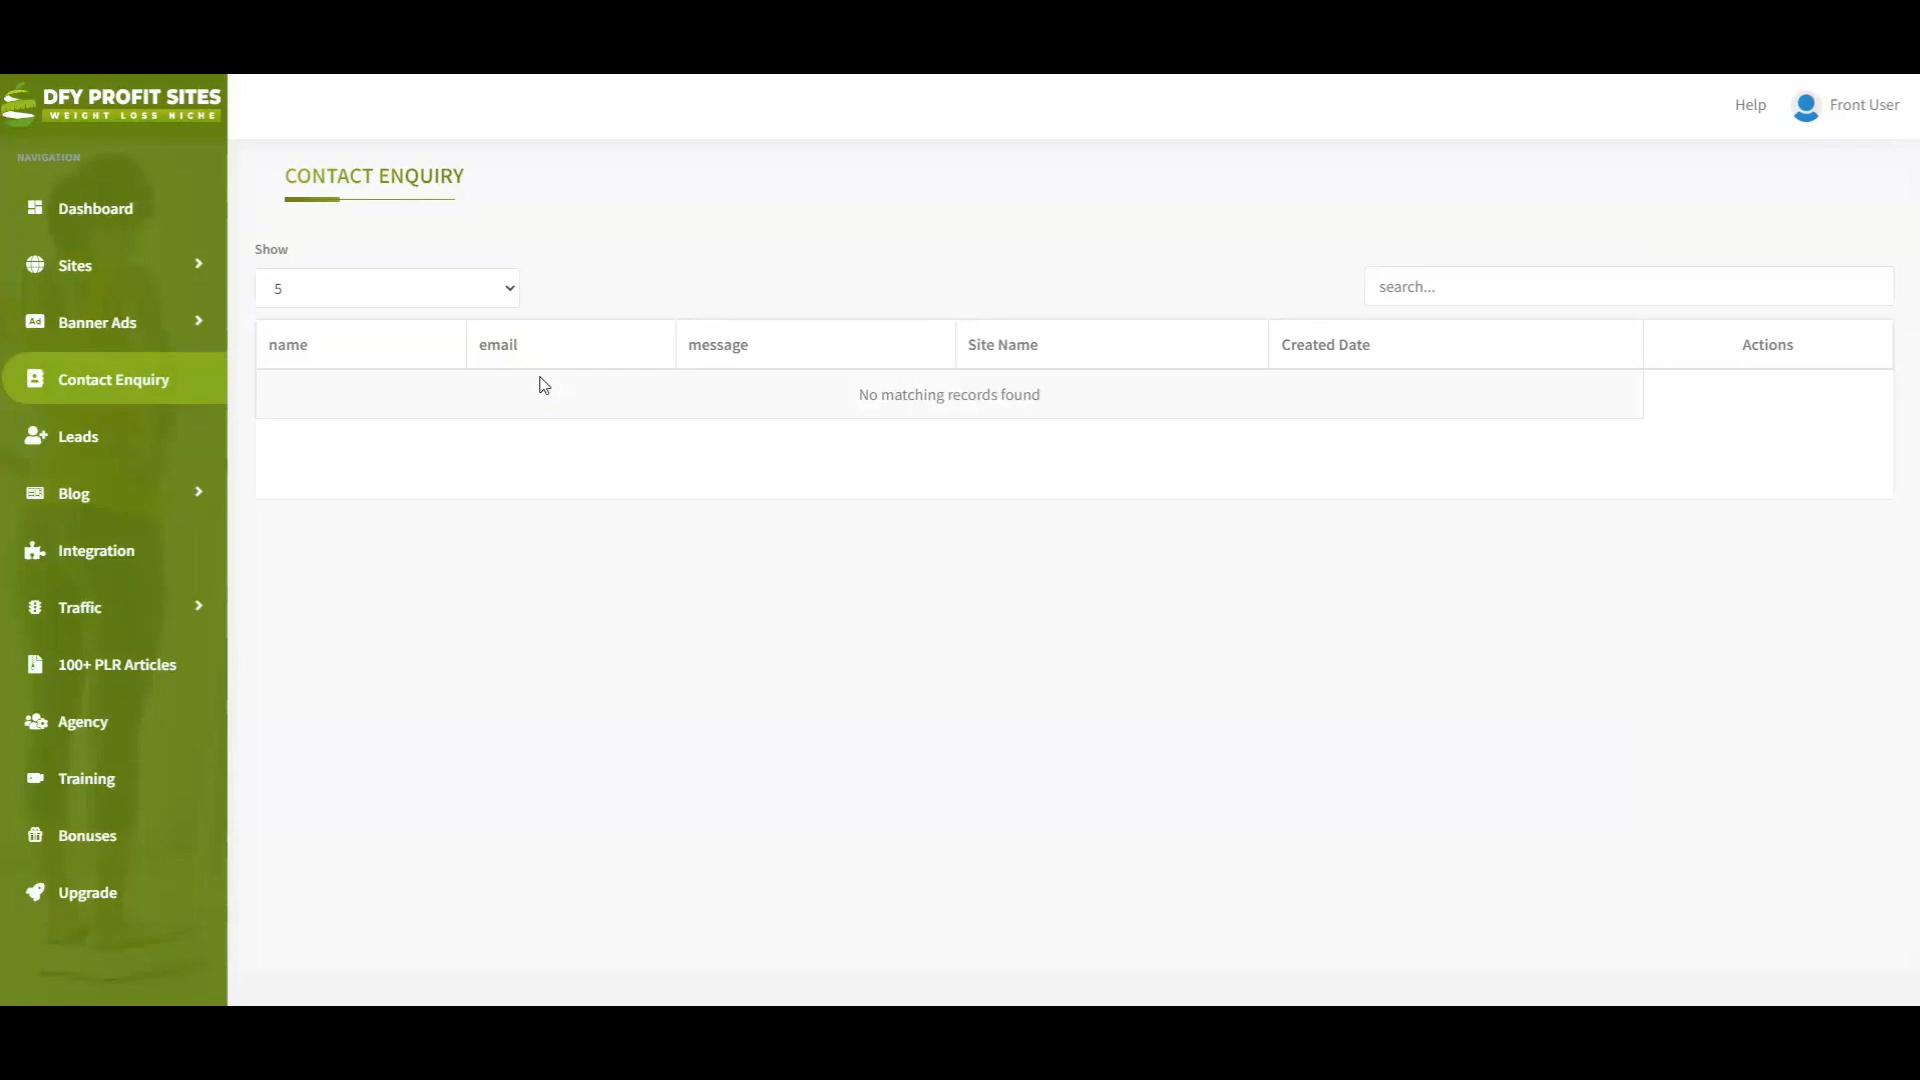 DFY PROFIT SITES
WEIGHT LOSS NICHE
Help
Front User
NAVIGATION
Dashboard
Sites
Banner Ads
Contact Enquiry
Leads
Blog
Integration
Traffic
100+ PLR Articles
Agency
Training
Bonuses
Upgrade
CONTACT ENQUIRY
Show
5
search...
name
email
message
Site Name
Created Date
Actions
No matching records found